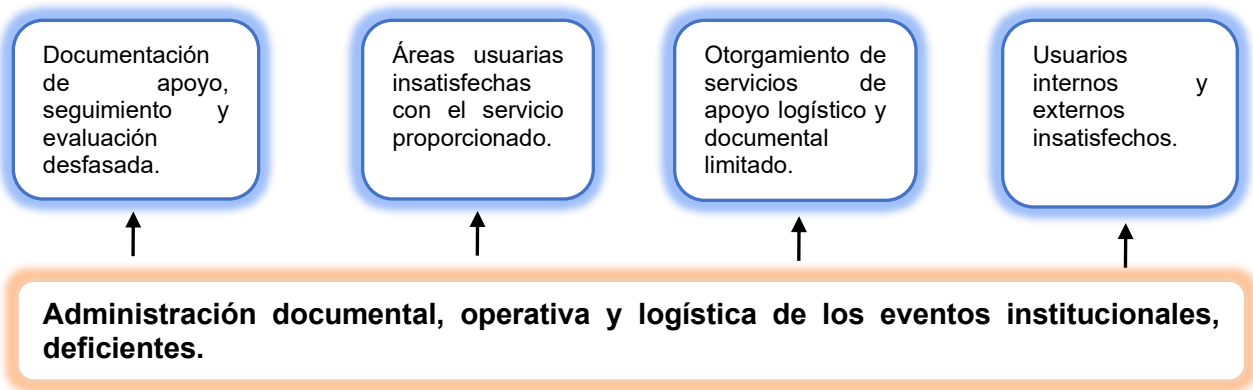 Documentación
de apoyo,
seguimiento y
evaluación
desfasada.
Áreas usuarias
insatisfechas
con el servicio
proporcionado.
Otorgamiento de
servicios de
apoyo logístico y
documental
limitado.
Usuarios
internos y
externos
insatisfechos.
Administración documental, operativa y logística de los eventos institucionales,
deficientes.